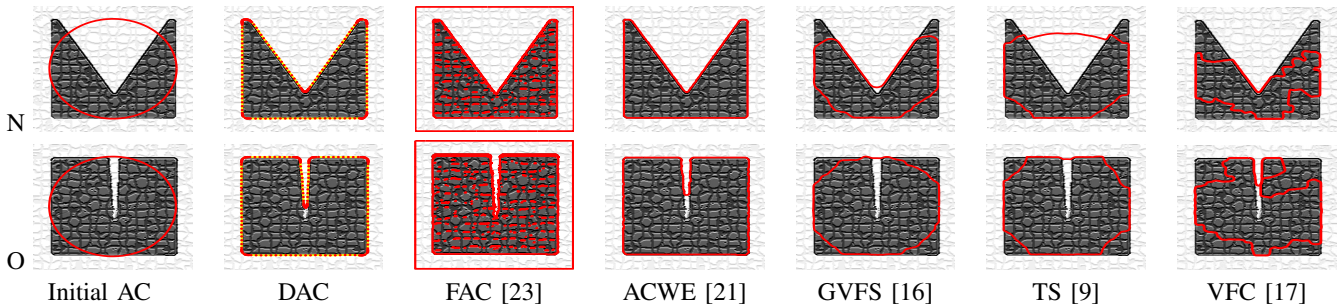 N
O
Initial AC DAC FAC [23] ACWE [21] GVFS [16] TS [9] VFC [17]